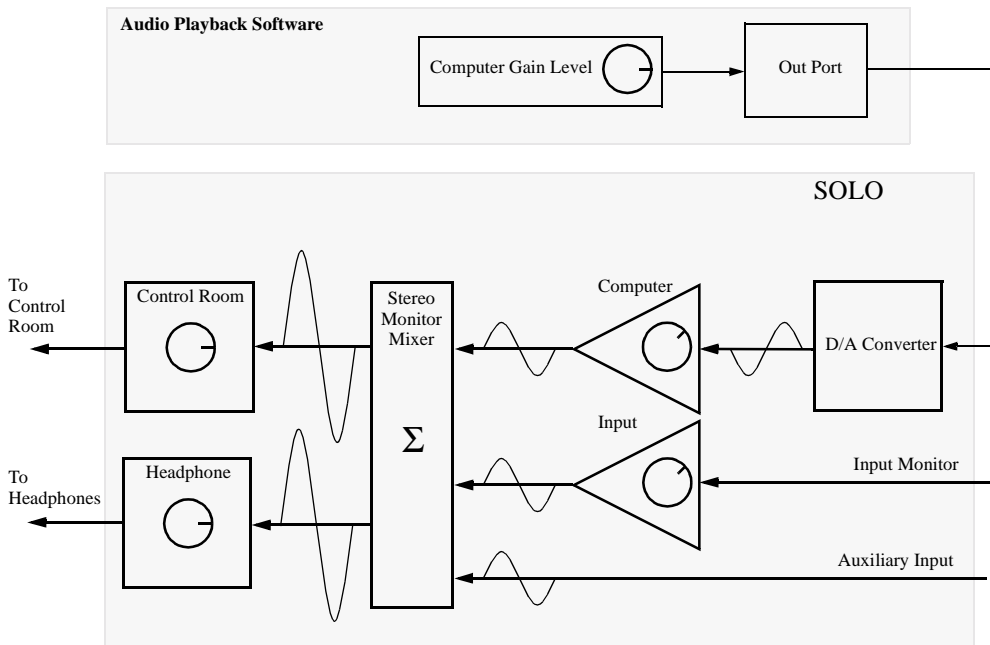 Audio Playback Software
Computer Gain Level
Out Port
SOLO
To
Control
Room
Control Room
Stereo
Monitor
Mixer
Computer
D/A Converter
Σ
Input
Input Monitor
To
Headphones
Headphone
Auxiliary Input